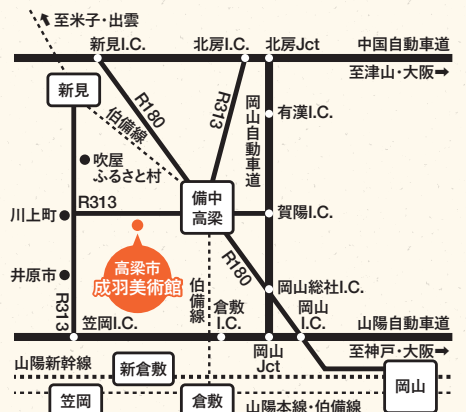 至米子・出雲
新見I.C.
北房I.C.
北房Jct
中国自動車道
至津山・大阪➡
新見
R180
伯備線
R313
岡山自動車道
有漢I.C.
吹屋
ふるさと村
R313
備中
高梁
川上町
賀陽I.C.
高梁市
成羽美術館
井原市
R180
伯備線
岡山総社I.C.
R313
笠岡I.C.
倉敷
I.C.
岡山
I.C.
山陽自動車道
岡山
Jct
至神戸・大阪➡
山陽新幹線
新倉敷
岡山
笠岡
倉敷
山陽本線・伯備線